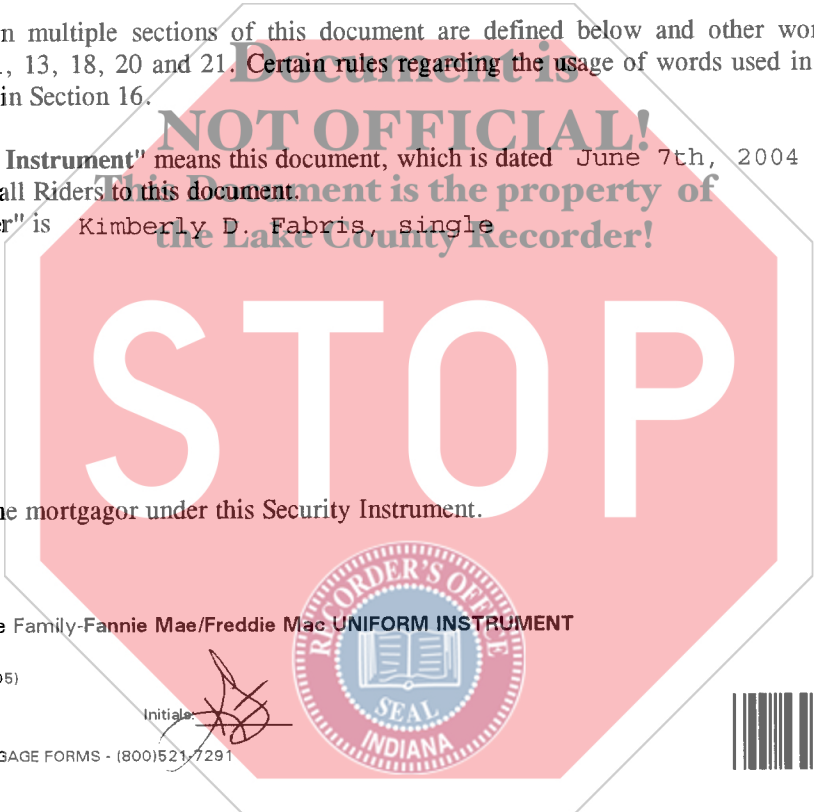 n multiple sections of this document are defined below and other wor
., 13, 18, 20 and 21. Certain rules regarding the usage of words used in
in Section 16.
Document is
NOT OFFICIAL!
This Document is the property of
the Lake County Recorder!
Instrument" means this document, which is dated June 7th, 2004
all Riders to this document.
r" is Kimberly D. Fabris, single
STOP
ne mortgagor under this Security Instrument.
e Family-Fannie Mae/Freddie Mac UNIFORM INSTRUMENT
05)
Initials:
GAGE FORMS - (800)521-7291
RECORDER'S OFFICE
SEAL
INDIANA